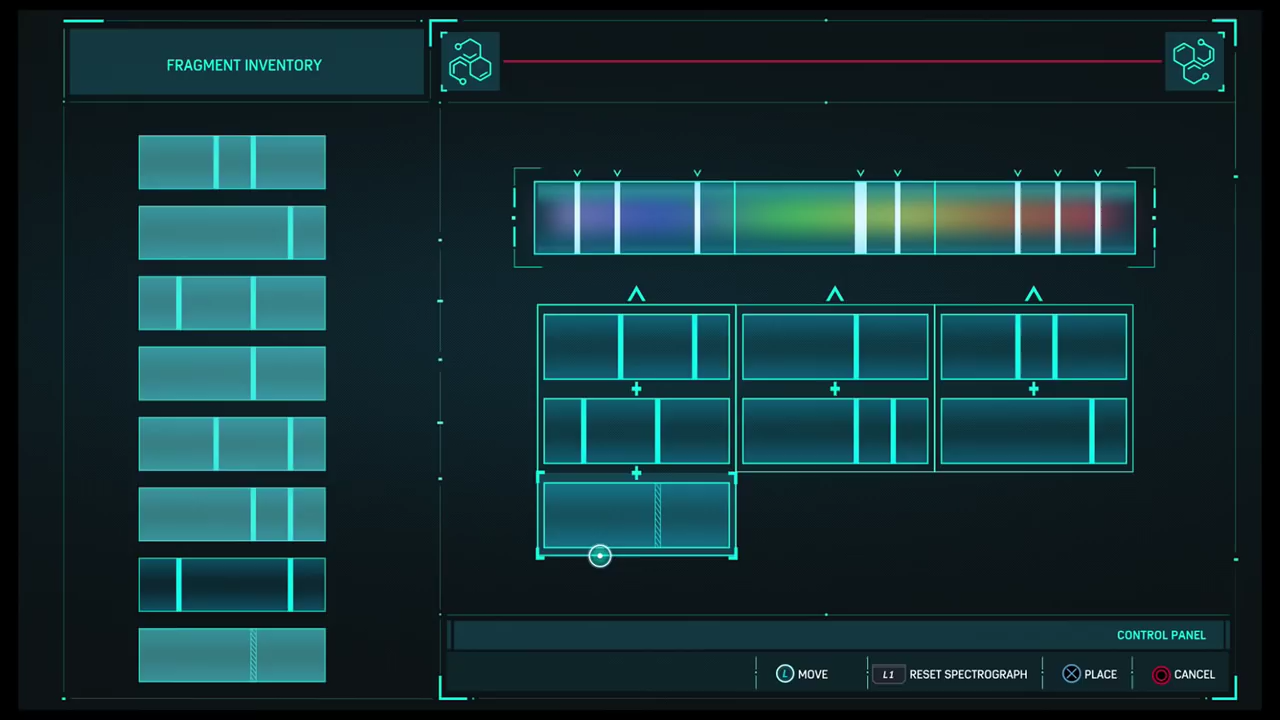 FRAGMENT INVENTORY
CONTROL PANEL
L MOVE
L1 RESET SPECTROGRAPH
PLACE
CANCEL